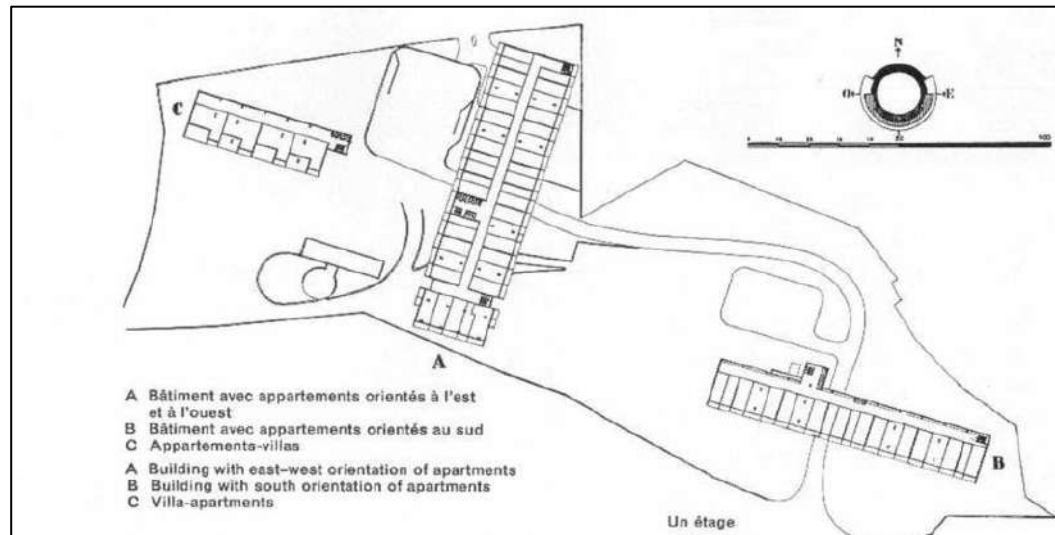 N
O
E
C
A
B
A Bâtiment avec appartements orientés à l'est
et à l'ouest
B Bâtiment avec appartements orientés au sud
C Appartements-villas
A Building with east-west orientation of apartments
B Building with south orientation of apartments
C Villa-apartments
Un étage